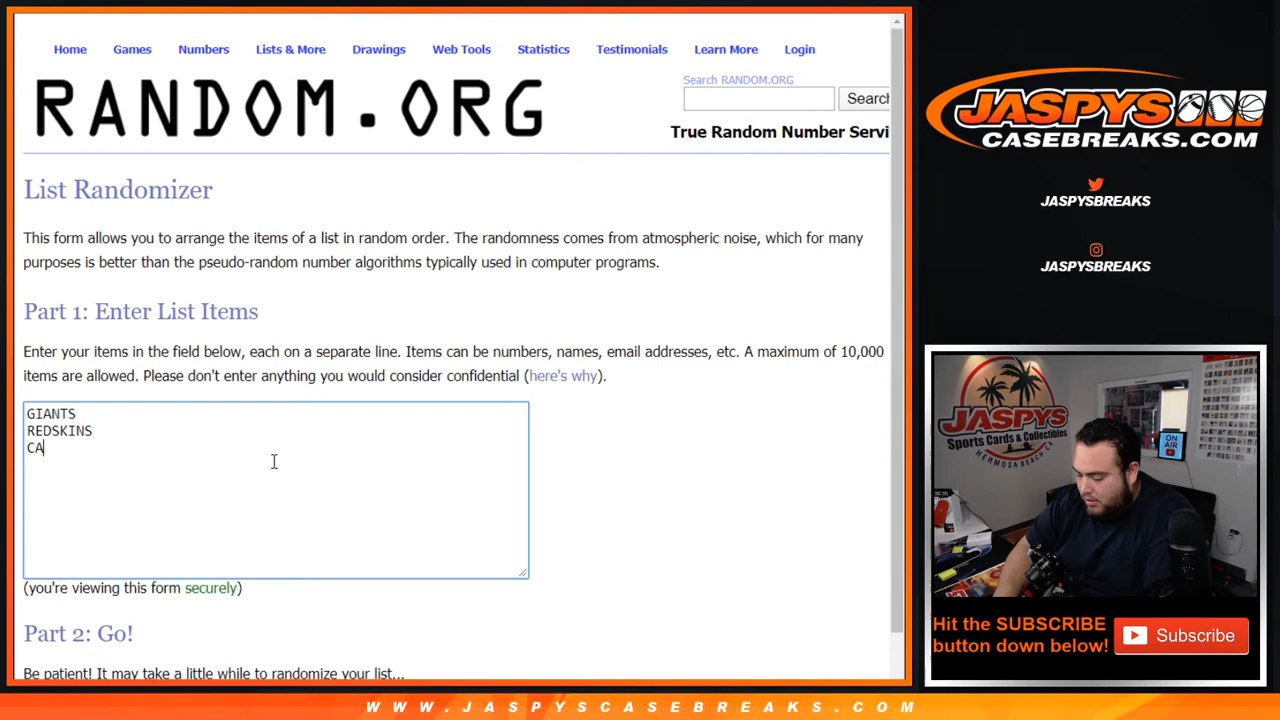 Home Games Numbers Lists & More Drawings Web Tools Statistics Testimonials Learn More Login
RANDOM.ORG
Search RANDOM.ORG
Search
True Random Number Servi
List Randomizer
This form allows you to arrange the items of a list in random order. The randomness comes from atmospheric noise, which for many
purposes is better than the pseudo-random number algorithms typically used in computer programs.
Part 1: Enter List Items
Enter your items in the field below, each on a separate line. Items can be numbers, names, email addresses, etc. A maximum of 10,000
items are allowed. Please don't enter anything you would consider confidential (here's why).
GIANTS
REDSKINS
CA
(you're viewing this form securely)
Part 2: Go!
Be patient! It may take a little while to randomize your list...
JASPYS
CASEBREAKS.COM
JASPYSBREAKS
JASPYSBREAKS
JASPYS
Sports Cards & Collectibles
HERMOSA BEACH, CA
ON AIR
Hit the SUBSCRIBE
button down below!
Subscribe
WWW.JASPYSCASEBREAKS.COM